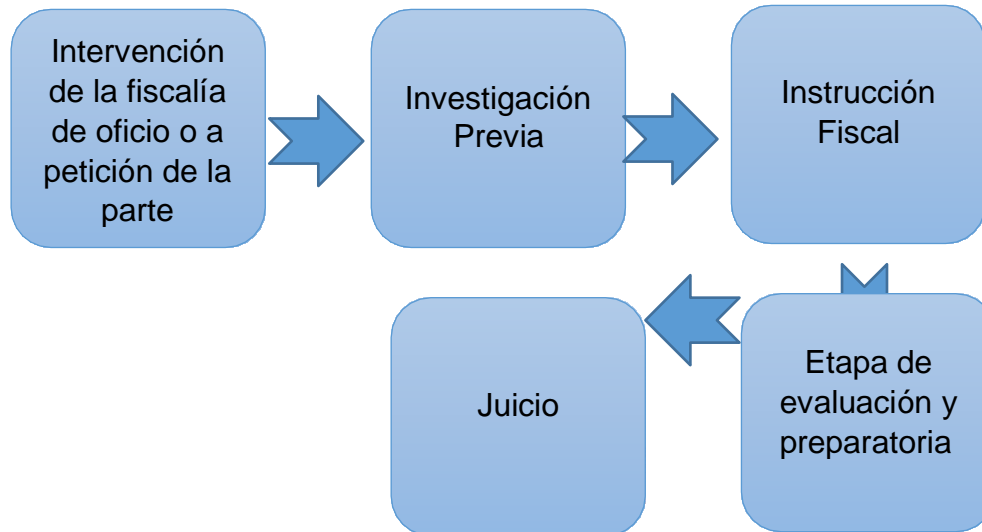 Intervención
de la fiscalía
de oficio o a
petición de la
parte
Investigación
Previa
Instrucción
Fiscal
Etapa de
evaluación y
preparatoria
Juicio